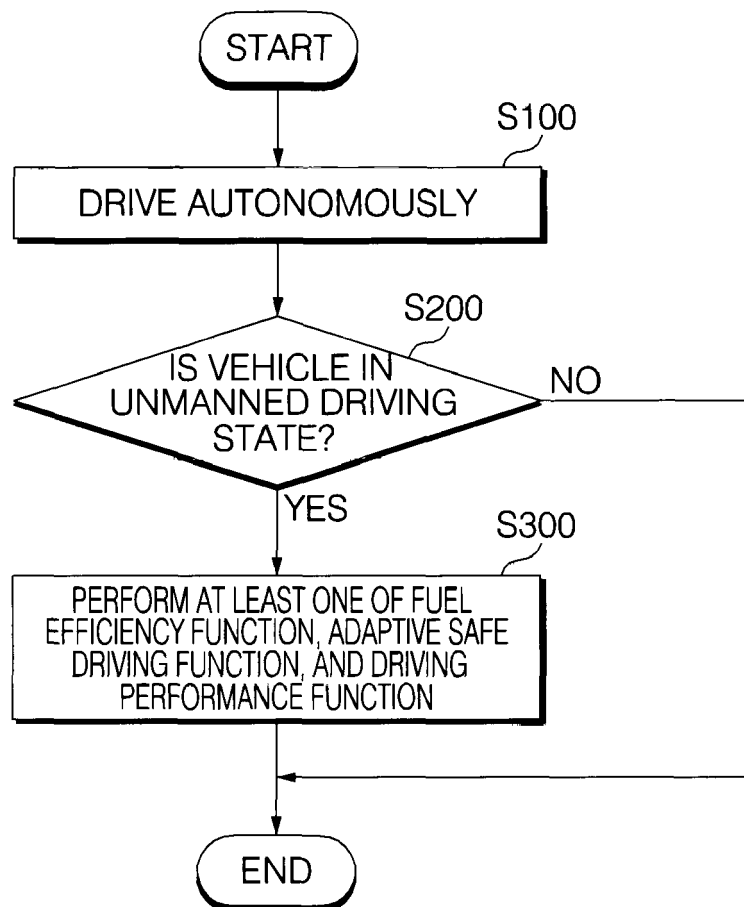 START
S100
DRIVE AUTONOMOUSLY
S200
IS VEHICLE IN
UNMANNED DRIVING
STATE?
NO
YES
S300
PERFORM AT LEAST ONE OF FUEL
EFFICIENCY FUNCTION, ADAPTIVE SAFE
DRIVING FUNCTION, AND DRIVING
PERFORMANCE FUNCTION
END